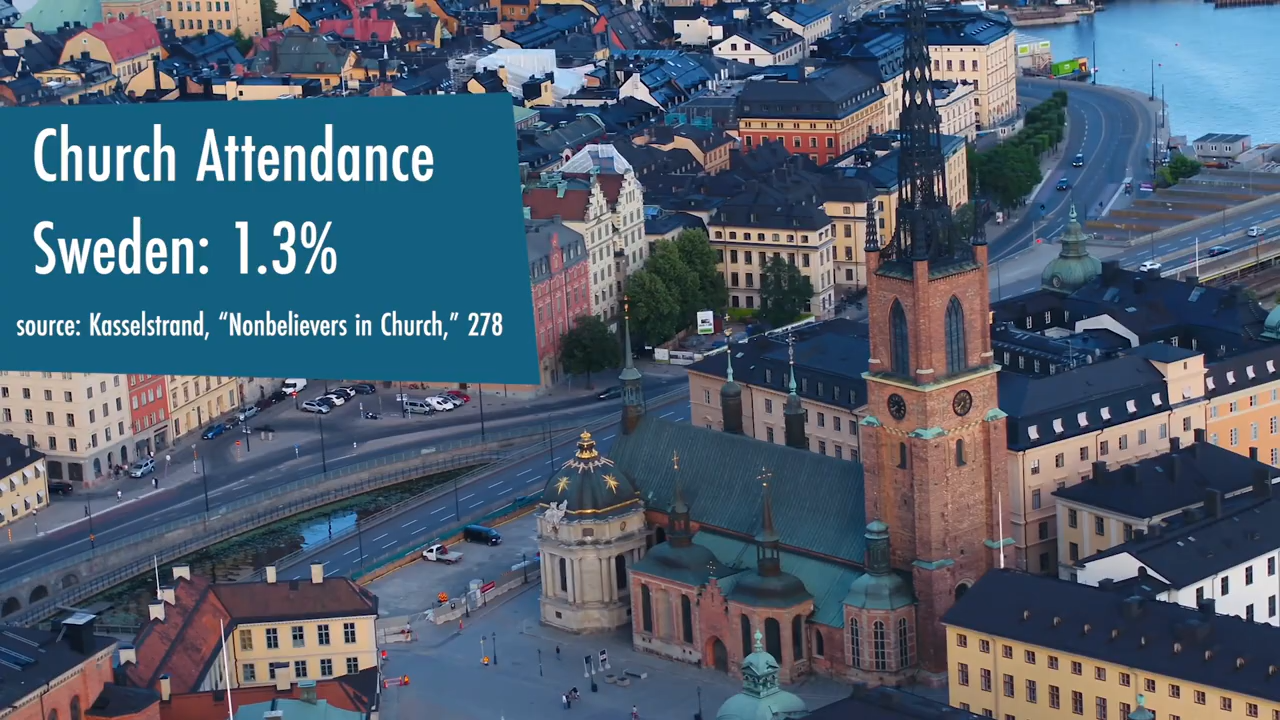 Church Attendance
Sweden: 1.3%
source: Kasselstrand, “Nonbelievers in Church,” 278